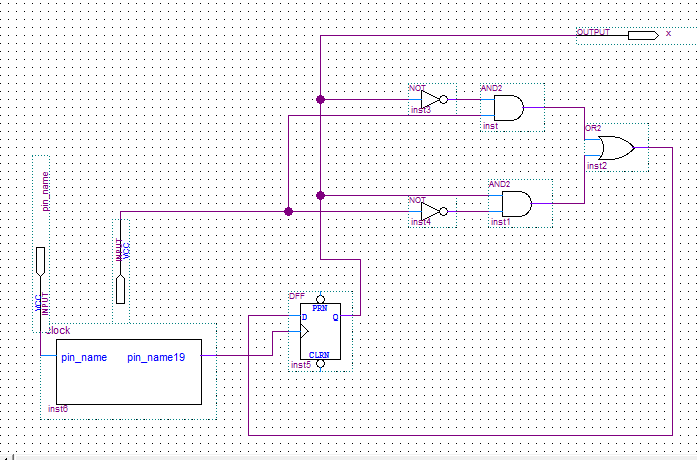 OUTPUT
x
NOT
AND2
inst3
inst
OR2
inst2
pin_name
NOT
AND2
inst4
inst1
INPUT
VCC
VCC
INPUT
DFF
PRN
D
Q
CLRN
inst5
clock
pin_name
pin_name19
inst6